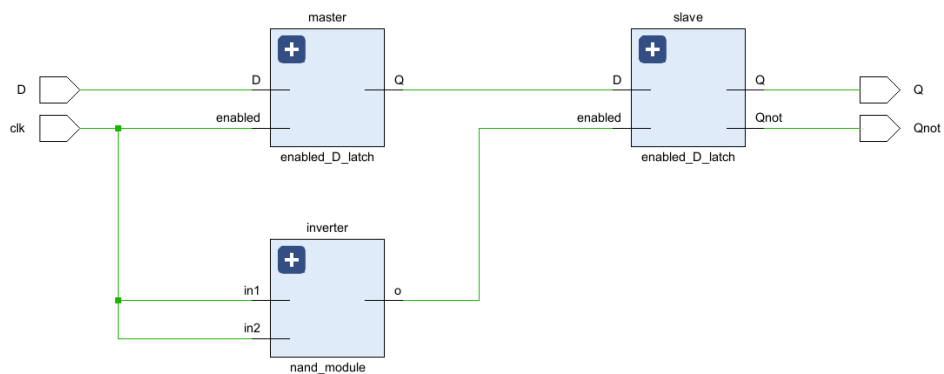 master
slave
D
D
Q
D
Q
Q
clk
enabled
enabled
Qnot
Qnot
enabled_D_latch
enabled_D_latch
inverter
in1
o
in2
nand_module